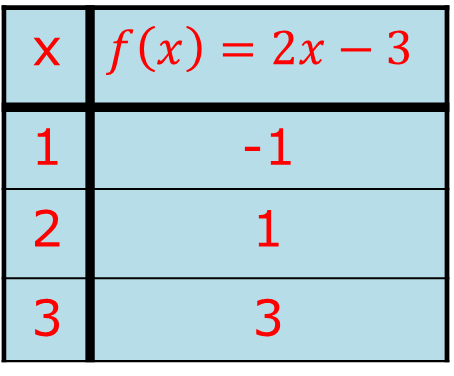 x f(x) = 2x − 3
1 -1
2 1
3 3